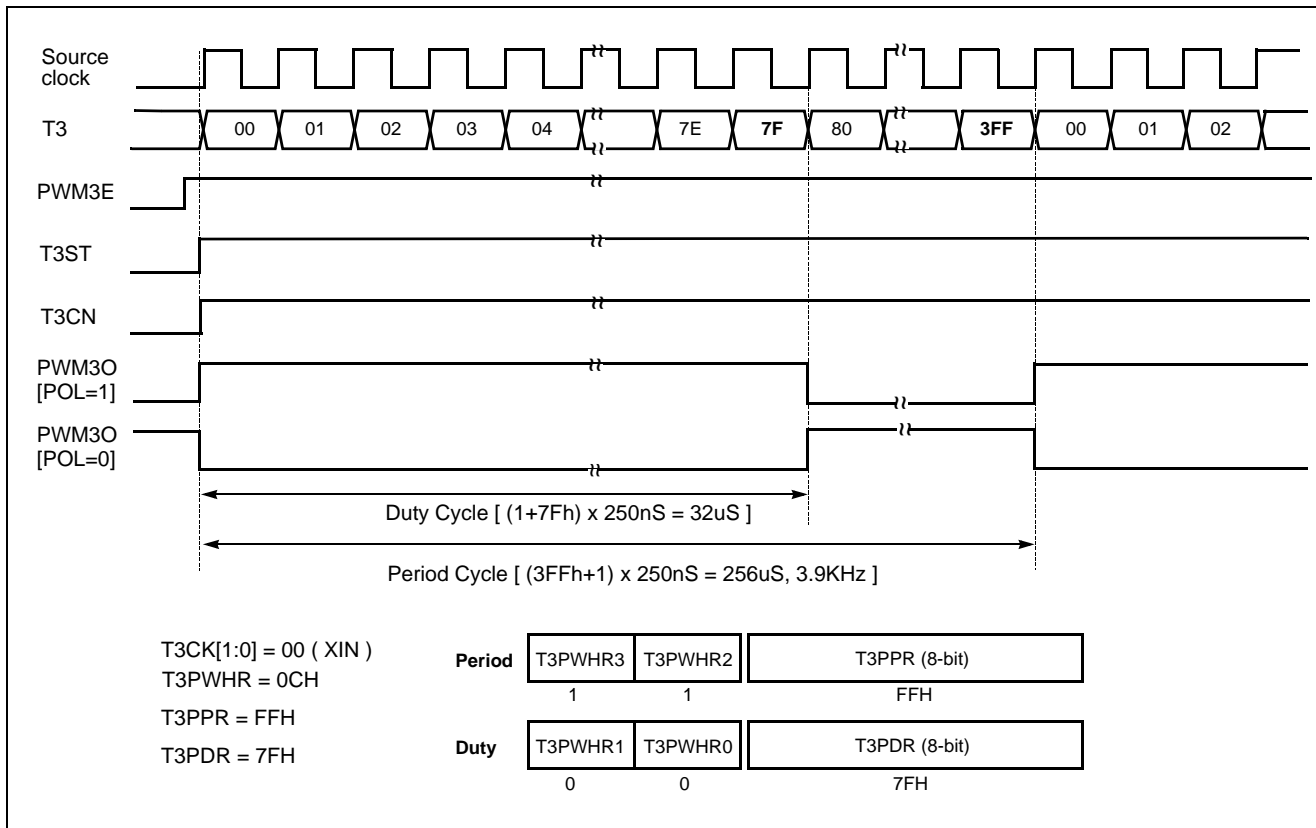 Source
clock
T3
00 01 02 03 04 7E 7F 80 3FF 00 01 02
PWM3E
T3ST
T3CN
PWM3O
[POL=1]
PWM3O
[POL=0]
Duty Cycle [ (1+7Fh) x 250nS = 32uS ]
Period Cycle [ (3FFh+1) x 250nS = 256uS, 3.9KHz ]
T3CK[1:0] = 00 ( XIN )
T3PWHR = 0CH
T3PPR = FFH
T3PDR = 7FH
Period T3PWHR3 T3PWHR2 T3PPR (8-bit)
1 1 FFH
Duty T3PWHR1 T3PWHR0 T3PDR (8-bit)
0 0 7FH